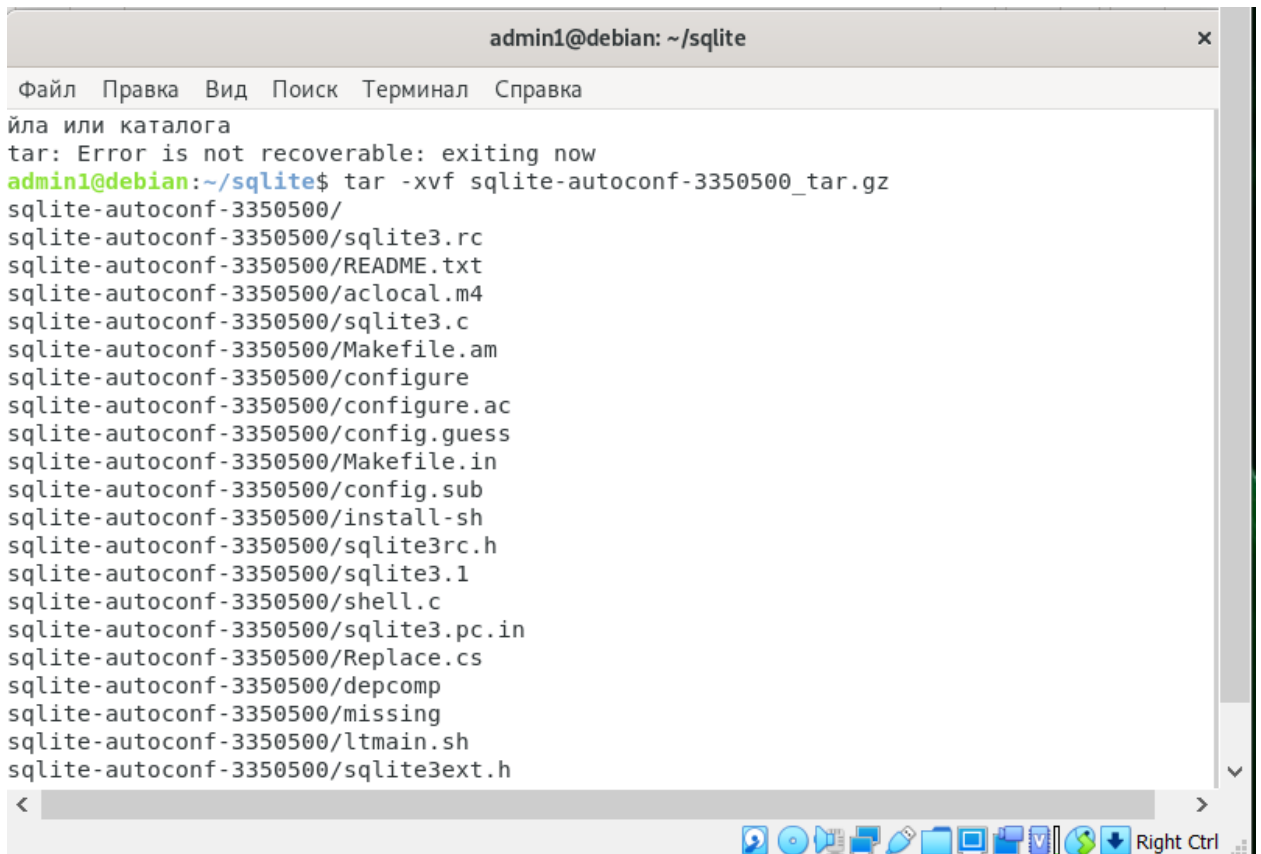 admin1@debian: ~/sqlite ×
Файл Правка Вид Поиск Терминал Справка
йла или каталога
tar: Error is not recoverable: exiting now
admin1@debian:~/sqlite$ tar -xvf sqlite-autoconf-3350500_tar.gz
sqlite-autoconf-3350500/
sqlite-autoconf-3350500/sqlite3.rc
sqlite-autoconf-3350500/README.txt
sqlite-autoconf-3350500/aclocal.m4
sqlite-autoconf-3350500/sqlite3.c
sqlite-autoconf-3350500/Makefile.am
sqlite-autoconf-3350500/configure
sqlite-autoconf-3350500/configure.ac
sqlite-autoconf-3350500/config.guess
sqlite-autoconf-3350500/Makefile.in
sqlite-autoconf-3350500/config.sub
sqlite-autoconf-3350500/install-sh
sqlite-autoconf-3350500/sqlite3rc.h
sqlite-autoconf-3350500/sqlite3.1
sqlite-autoconf-3350500/shell.c
sqlite-autoconf-3350500/sqlite3.pc.in
sqlite-autoconf-3350500/Replace.cs
sqlite-autoconf-3350500/depcomp
sqlite-autoconf-3350500/missing
sqlite-autoconf-3350500/ltmain.sh
sqlite-autoconf-3350500/sqlite3ext.h
Right Ctrl